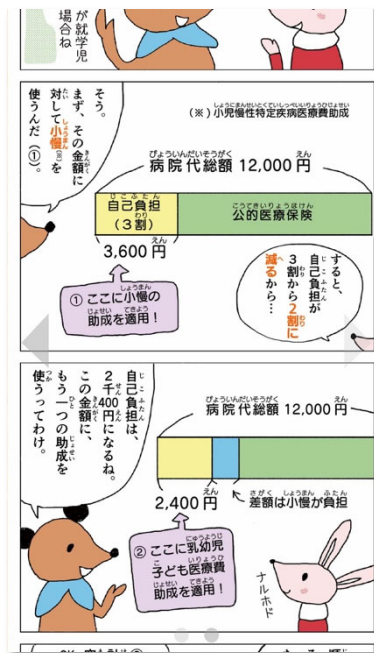 が就学児
場合ね
そう。
まず、その金額に
対して小慢(※)を
使うんだ(①)。
(※)小児慢性特定疾病医療費助成
病院代総額 12,000円
自己負担
(3割)
公的医療保険
3,600円
① ここに小慢の
助成を適用！
すると、
自己負担が
3割から2割に
減るから…
自己負担は、
2千400円になるね。
この金額に、
もう一つの助成を
使うってわけ。
病院代総額 12,000円
2,400円
差額は小慢が負担
② ここに乳幼児
子ども医療費
助成を適用！
ナルホド